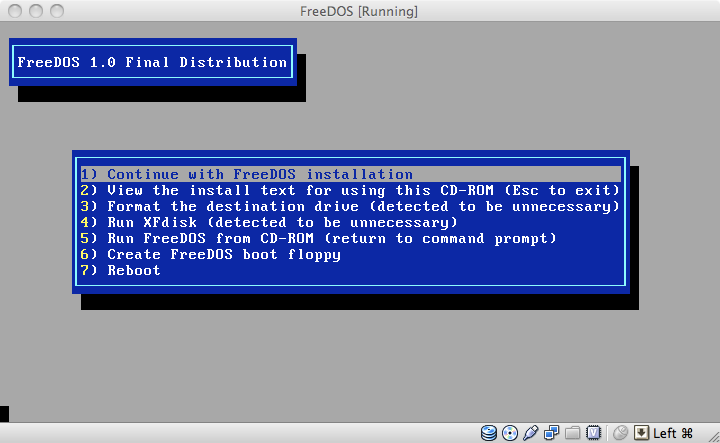 FreeDOS [Running]
FreeDOS 1.0 Final Distribution
1) Continue with FreeDOS installation
2) View the install text for using this CD-ROM (Esc to exit)
3) Format the destination drive (detected to be unnecessary)
4) Run XFdisk (detected to be unnecessary)
5) Run FreeDOS from CD-ROM (return to command prompt)
6) Create FreeDOS boot floppy
7) Reboot
Left ⌘